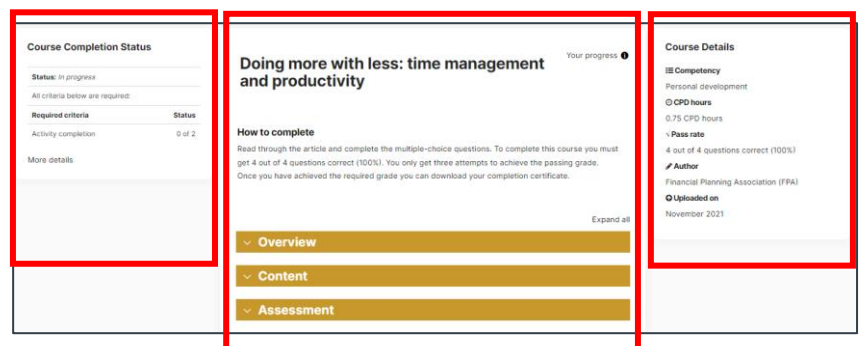 Course Completion Status
Status: In progress
All criteria below are required:
Required criteria Status
Activity completion 0 of 2
More details
Doing more with less: time management
and productivity
Your progress
How to complete
Read through the article and complete the multiple-choice questions. To complete this course you must
get 4 out of 4 questions correct (100%). You only get three attempts to achieve the passing grade.
Once you have achieved the required grade you can download your completion certificate.
Expand all
Overview
Content
Assessment
Course Details
Competency
Personal development
CPD hours
0.75 CPD hours
Pass rate
4 out of 4 questions correct (100%)
Author
Financial Planning Association (FPA)
Uploaded on
November 2021